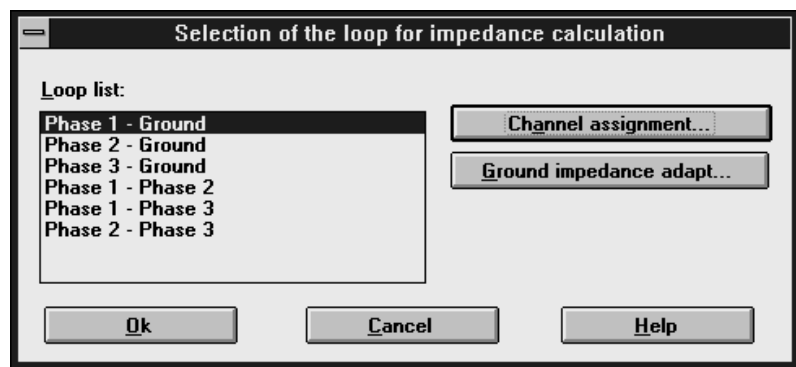 Selection of the loop for impedance calculation
Loop list:
Phase 1 - Ground
Phase 2 - Ground
Phase 3 - Ground
Phase 1 - Phase 2
Phase 1 - Phase 3
Phase 2 - Phase 3
Channel assignment...
Ground impedance adapt...
Ok
Cancel
Help